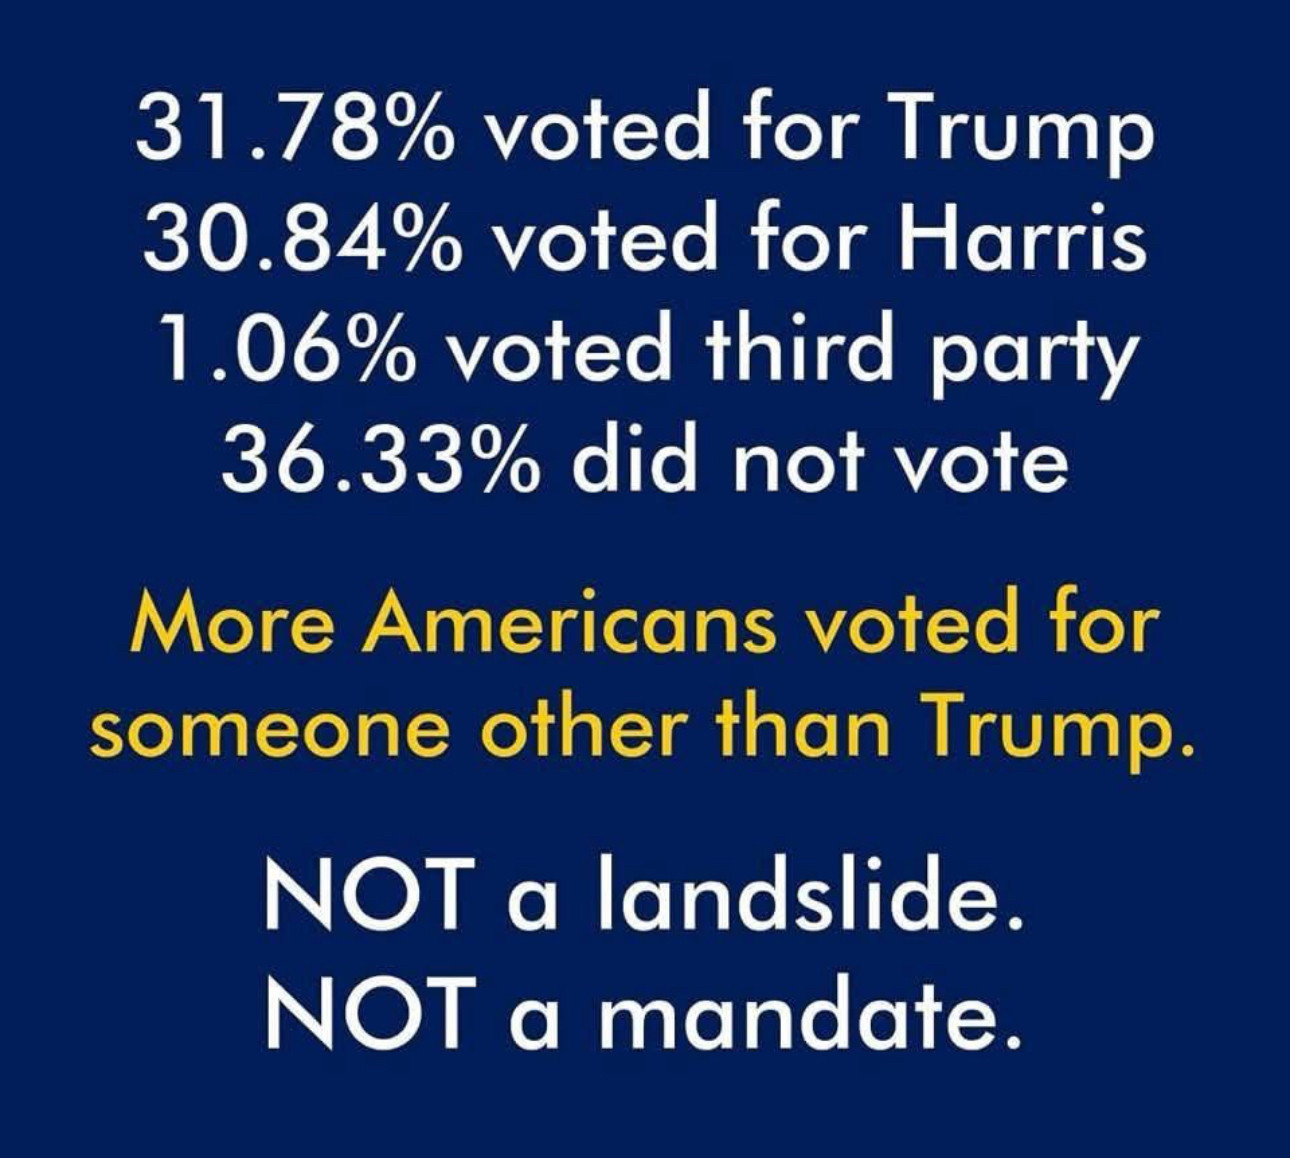 31.78% voted for Trump
30.84% voted for Harris
1.06% voted third party
36.33% did not vote
More Americans voted for
someone other than Trump.
NOT a landslide.
NOT a mandate.